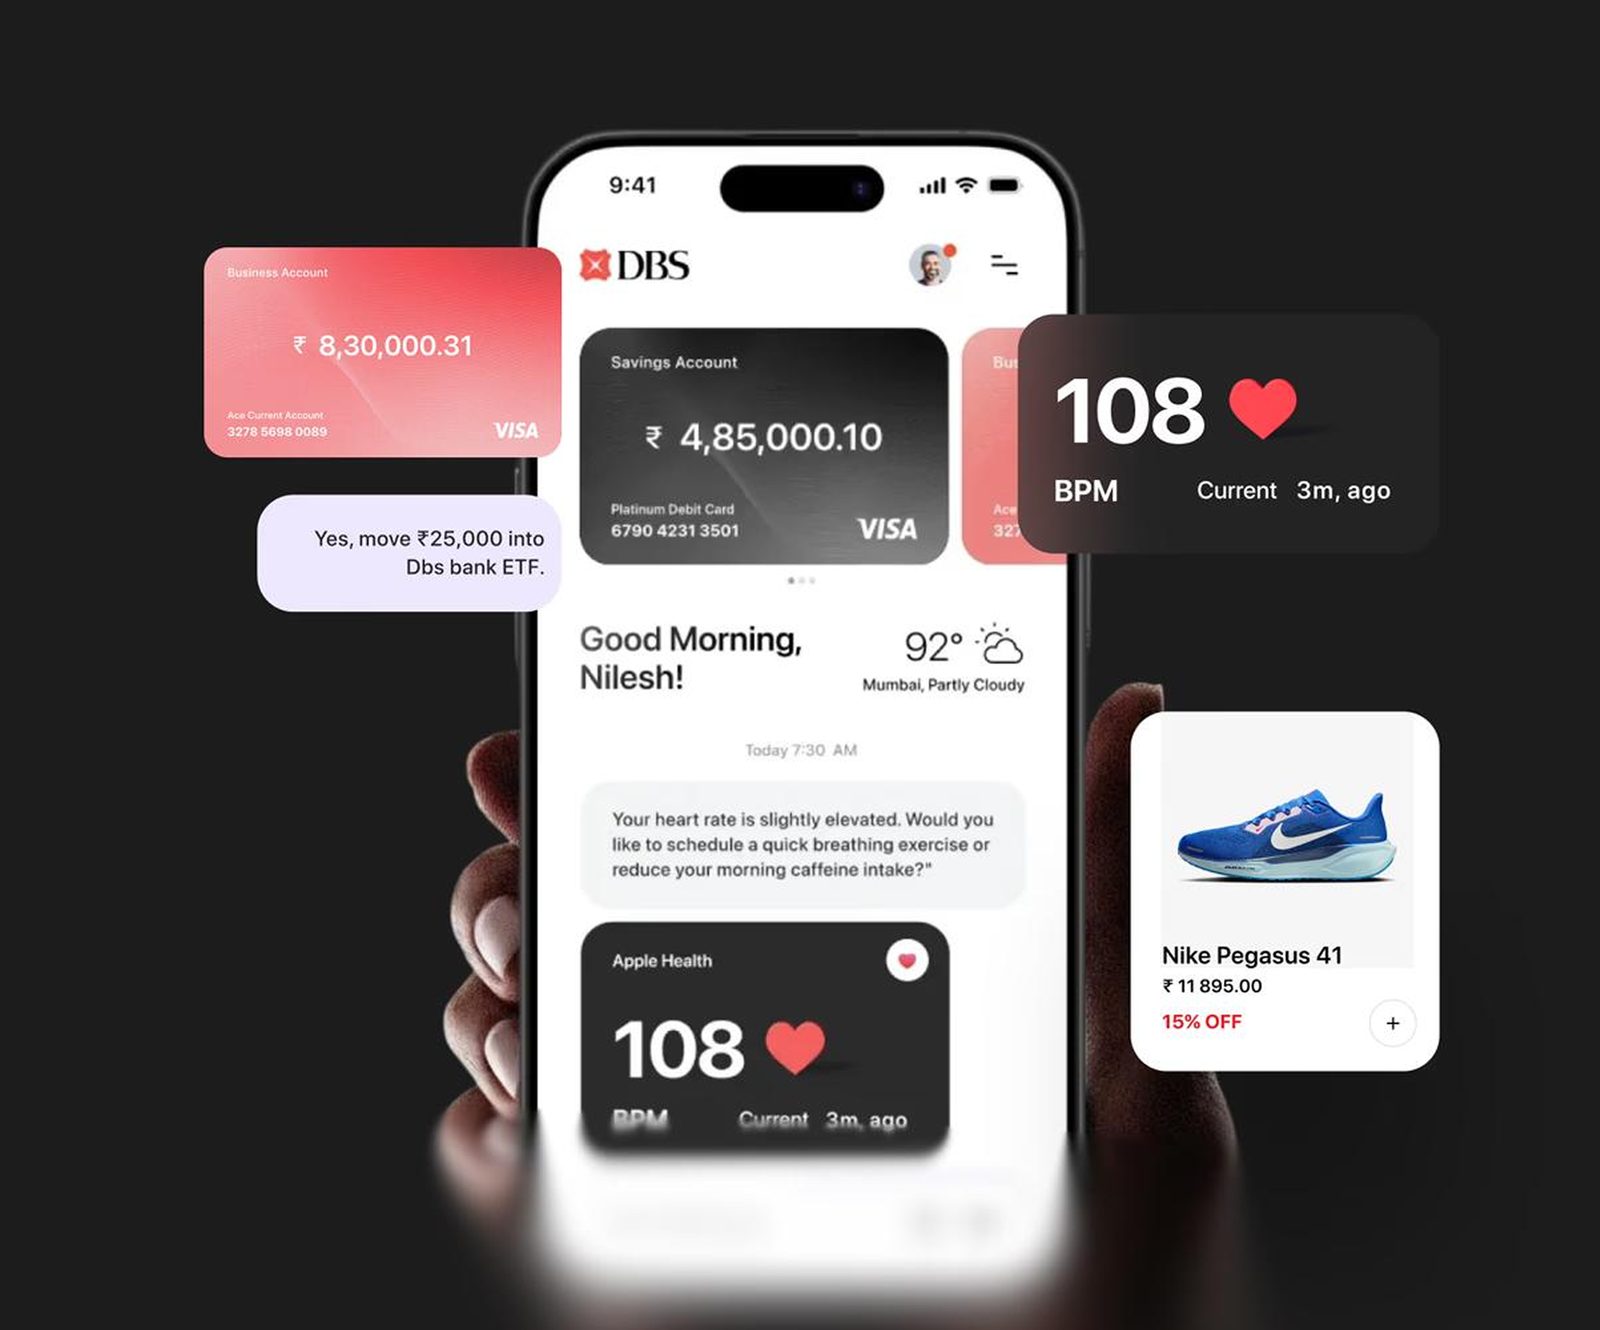 9:41
DBS
Business Account
₹ 8,30,000.31
Ace Current Account
3278 5698 0089
VISA
Yes, move ₹25,000 into
Dbs bank ETF.
Savings Account
₹ 4,85,000.10
Platinum Debit Card
6790 4231 3501
VISA
Bus
Ace
327
108
BPM
Current 3m, ago
Good Morning,
Nilesh!
92°
Mumbai, Partly Cloudy
Today 7:30 AM
Your heart rate is slightly elevated. Would you
like to schedule a quick breathing exercise or
reduce your morning caffeine intake?"
Apple Health
108
BPM
Current 3m, ago
Nike Pegasus 41
₹ 11 895.00
15% OFF
+